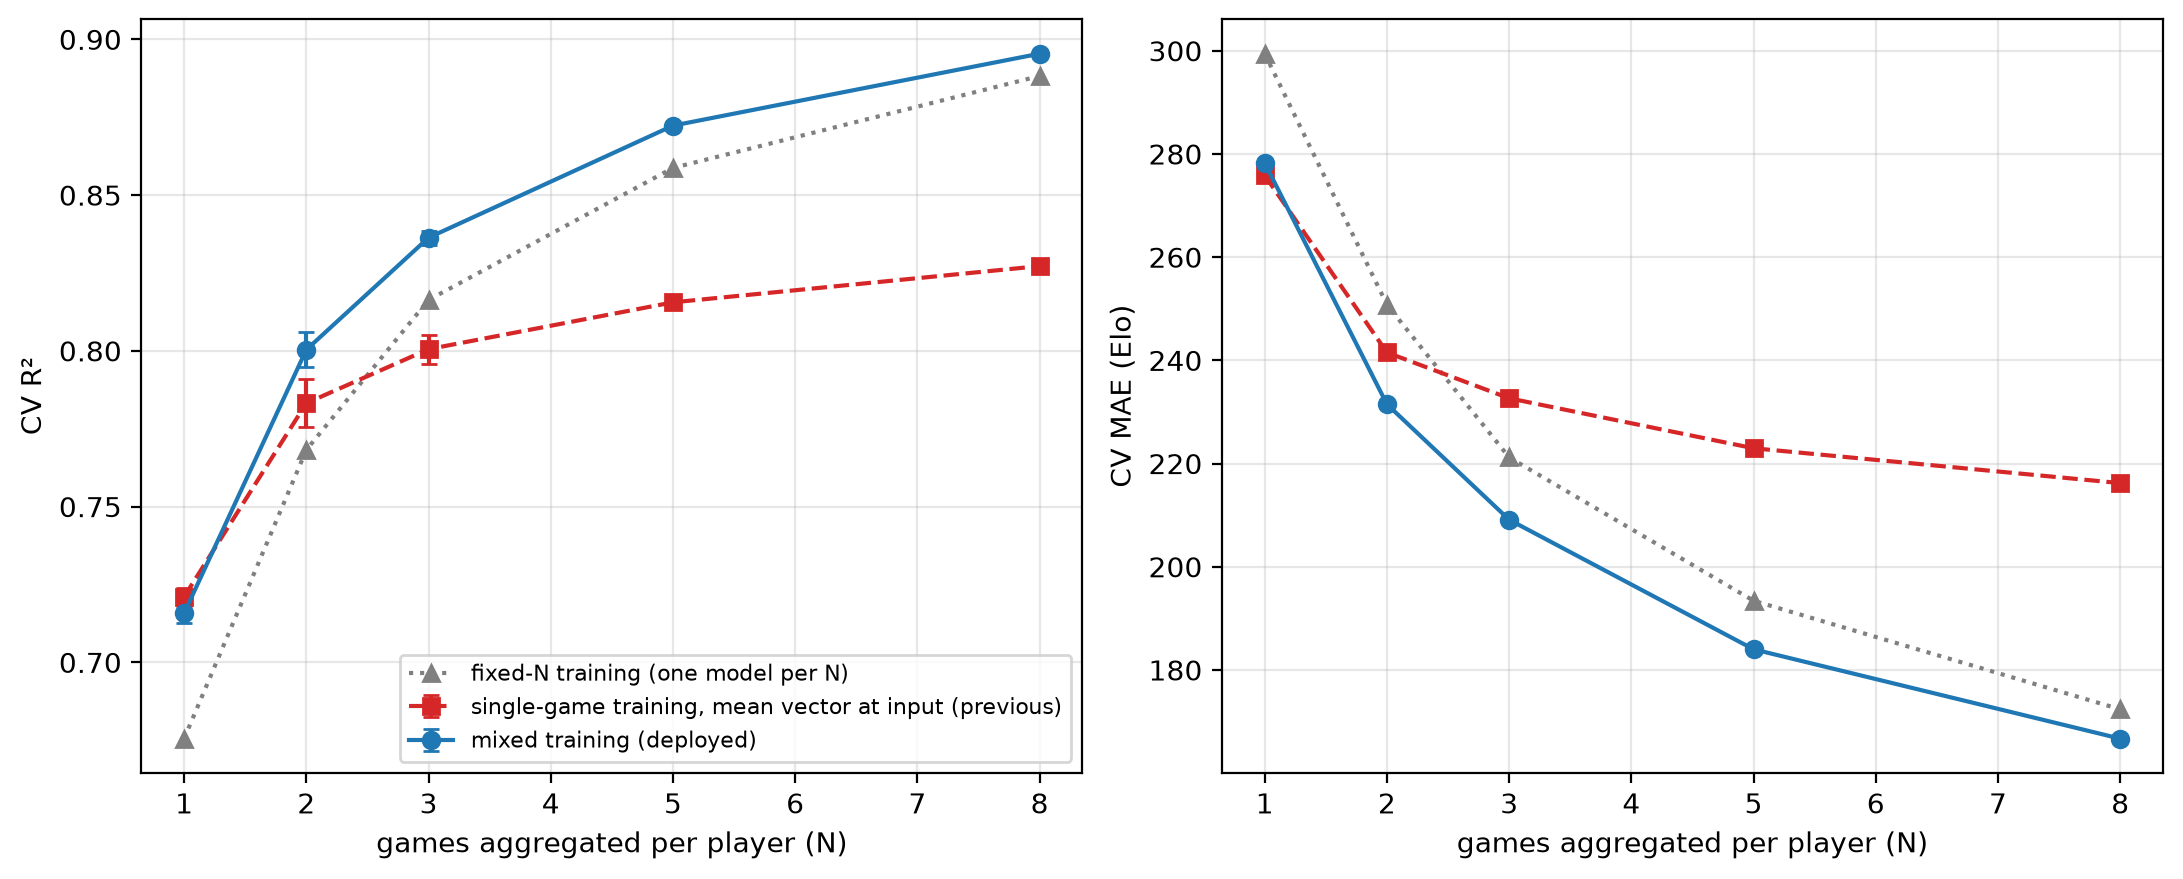 CV R²
0.90
0.85
0.80
0.75
0.70
1 2 3 4 5 6 7 8
games aggregated per player (N)
fixed-N training (one model per N)
single-game training, mean vector at input (previous)
mixed training (deployed)
CV MAE (Elo)
300
280
260
240
220
200
180
1 2 3 4 5 6 7 8
games aggregated per player (N)